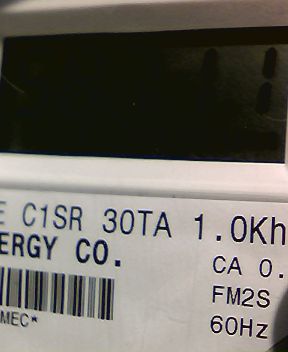 E C1SR 30TA 1.0Kh
ERGY CO.
CA 0.
FM2S
MEC*
60Hz